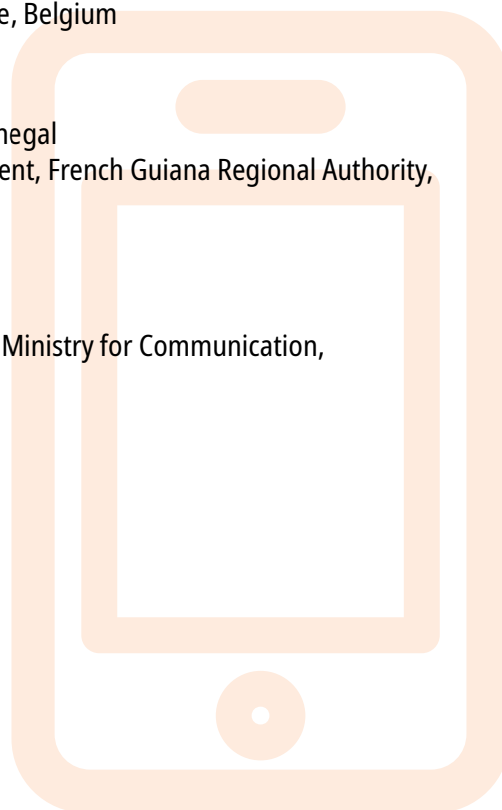 e, Belgium
negal
ent, French Guiana Regional Authority,
Ministry for Communication,